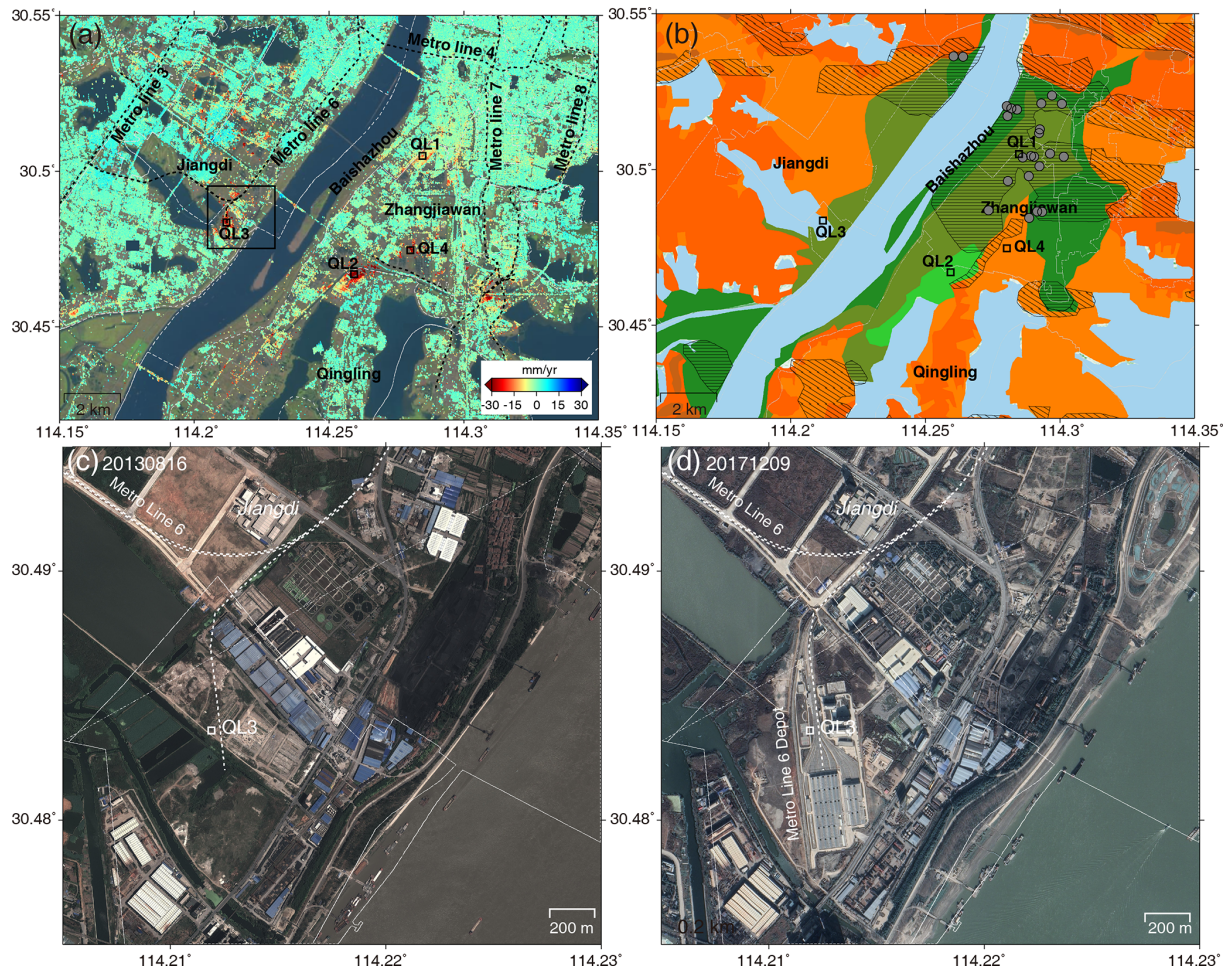 30.55˚
30.5˚
30.45˚
114.15˚
114.2˚
114.25˚
114.3˚
114.35˚
(a)
Metro line 3
Metro line 4
Metro line 6
Metro line 7
Metro line 8
Jiangdi
Baishazhou
QL1
Zhangjiawan
QL3
QL4
QL2
Qingling
mm/yr
-30 -15 0 15 30
2 km
30.55˚
30.5˚
30.45˚
114.15˚
114.2˚
114.25˚
114.3˚
114.35˚
(b)
Jiangdi
Baishazhou
QL1
Zhangjiawan
QL3
QL4
QL2
Qingling
2 km
(c) 20130816
Metro Line 6
Jiangdi
QL3
200 m
30.49˚
30.48˚
114.21˚
114.22˚
114.23˚
(d) 20171209
Metro Line 6
Jiangdi
QL3
Metro Line 6 Depot
0.2 km
200 m
30.49˚
30.48˚
114.21˚
114.22˚
114.23˚